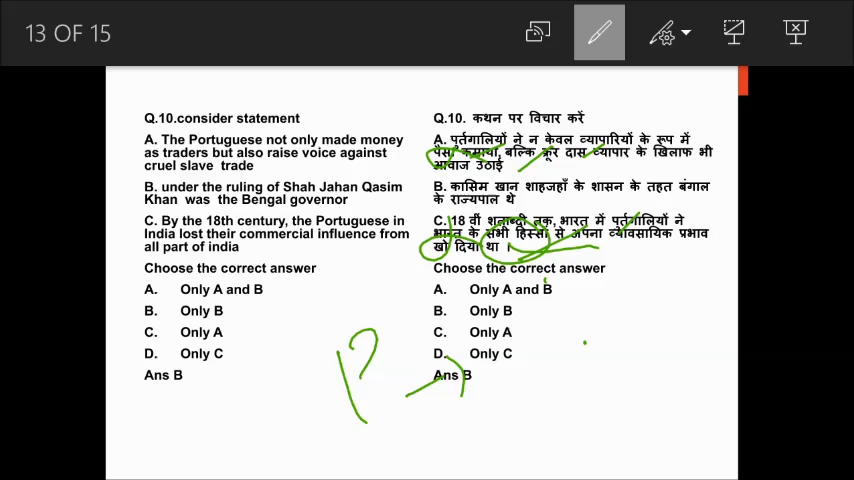 13 OF 15
Q.10.consider statement
A. The Portuguese not only made money
as traders but also raise voice against
cruel slave trade
B. under the ruling of Shah Jahan Qasim
Khan was the Bengal governor
C. By the 18th century, the Portuguese in
India lost their commercial influence from
all part of india
Choose the correct answer
A. Only A and B
B. Only B
C. Only A
D. Only C
Ans B
Q.10. कथन पर विचार करें
A. पुर्तगालियों ने न केवल व्यापारियों के रूप में
पैसा कमाया, बल्कि क्रूर दास व्यापार के खिलाफ भी
आवाज उठाई
B. कासिम खान शाहजहाँ के शासन के तहत बंगाल
के राज्यपाल थे
C. 18 वीं शताब्दी तक, भारत में पुर्तगालियों ने
भारत के सभी हिस्सों से अपना व्यावसायिक प्रभाव
खो दिया था ।
Choose the correct answer
A. Only A and B
B. Only B
C. Only A
D. Only C
Ans B